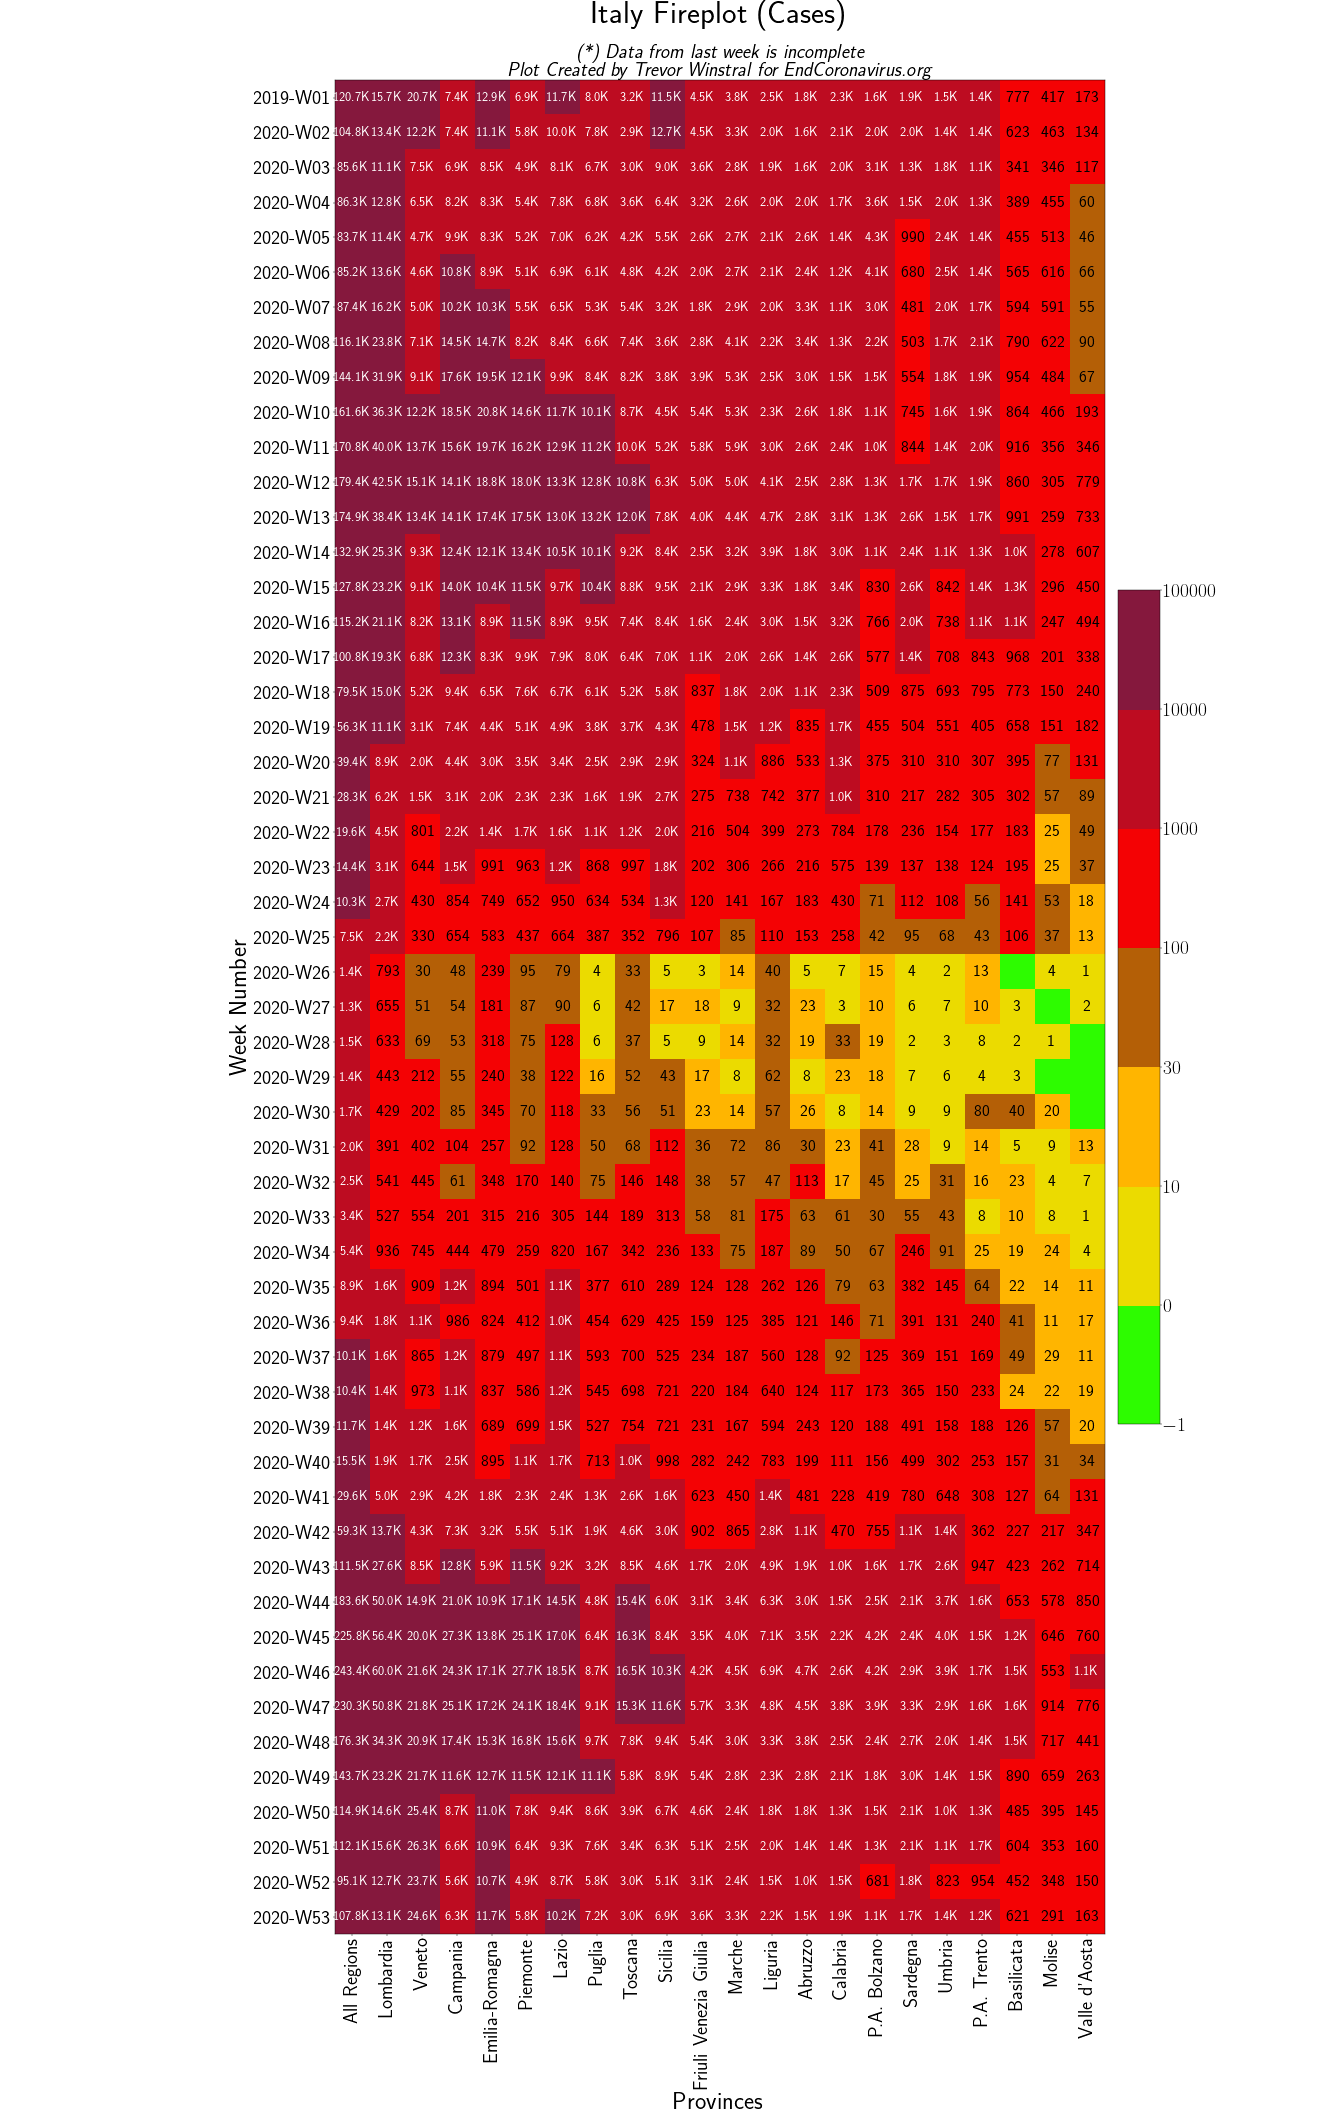 Italy Fireplot (Cases)
(*) Data from last week is incomplete
Plot Created by Trevor Winstral for EndCoronavirus.org
2019-W01 120.7K 15.7K 20.7K 7.4K 12.9K 6.9K 11.7K 8.0K 3.2K 11.5K 4.5K 3.8K 2.5K 1.8K 2.3K 1.6K 1.9K 1.5K 1.4K 777 417 173
2020-W02 104.8K 13.4K 12.2K 7.4K 11.1K 5.8K 10.0K 7.8K 2.9K 12.7K 4.5K 3.3K 2.0K 1.6K 2.1K 2.0K 2.0K 1.4K 1.4K 623 463 134
2020-W03 85.6K 11.1K 7.5K 6.9K 8.5K 4.9K 8.1K 6.7K 3.0K 9.0K 3.6K 2.8K 1.9K 1.6K 2.0K 3.1K 1.3K 1.8K 1.1K 341 346 117
2020-W04 86.3K 12.8K 6.5K 8.2K 8.3K 5.4K 7.8K 6.8K 3.6K 6.4K 3.2K 2.6K 2.0K 2.0K 1.7K 3.6K 1.5K 2.0K 1.3K 389 455 60
2020-W05 83.7K 11.4K 4.7K 9.9K 8.3K 5.2K 7.0K 6.2K 4.2K 5.5K 2.6K 2.7K 2.1K 2.6K 1.4K 4.3K 990 2.4K 1.4K 455 513 46
2020-W06 85.2K 13.6K 4.6K 10.8K 8.9K 5.1K 6.9K 6.1K 4.8K 4.2K 2.0K 2.7K 2.1K 2.4K 1.2K 4.1K 680 2.5K 1.4K 565 616 66
2020-W07 87.4K 16.2K 5.0K 10.2K 10.3K 5.5K 6.5K 5.3K 5.4K 3.2K 1.8K 2.9K 2.0K 3.3K 1.1K 3.0K 481 2.0K 1.7K 594 591 55
2020-W08 116.1K 23.8K 7.1K 14.5K 14.7K 8.2K 8.4K 6.6K 7.4K 3.6K 2.8K 4.1K 2.2K 3.4K 1.3K 2.2K 503 1.7K 2.1K 790 622 90
2020-W09 144.1K 31.9K 9.1K 17.6K 19.5K 12.1K 9.9K 8.4K 8.2K 3.8K 3.9K 5.3K 2.5K 3.0K 1.5K 1.5K 554 1.8K 1.9K 954 484 67
2020-W10 161.6K 36.3K 12.2K 18.5K 20.8K 14.6K 11.7K 10.1K 8.7K 4.5K 5.4K 5.3K 2.3K 2.6K 1.8K 1.1K 745 1.6K 1.9K 864 466 193
2020-W11 170.8K 40.0K 13.7K 15.6K 19.7K 16.2K 12.9K 11.2K 10.0K 5.2K 5.8K 5.9K 3.0K 2.6K 2.4K 1.0K 844 1.4K 2.0K 916 356 346
2020-W12 179.4K 42.5K 15.1K 14.1K 18.8K 18.0K 13.3K 12.8K 10.8K 6.3K 5.0K 5.0K 4.1K 2.5K 2.8K 1.3K 1.7K 1.7K 1.9K 860 305 779
2020-W13 174.9K 38.4K 13.4K 14.1K 17.4K 17.5K 13.0K 13.2K 12.0K 7.8K 4.0K 4.4K 4.7K 2.8K 3.1K 1.3K 2.6K 1.5K 1.7K 991 259 733
2020-W14 132.9K 25.3K 9.3K 12.4K 12.1K 13.4K 10.5K 10.1K 9.2K 8.4K 2.5K 3.2K 3.9K 1.8K 3.0K 1.1K 2.4K 1.1K 1.3K 1.0K 278 607
2020-W15 127.8K 23.2K 9.1K 14.0K 10.4K 11.5K 9.7K 10.4K 8.8K 9.5K 2.1K 2.9K 3.3K 1.8K 3.4K 830 2.6K 842 1.4K 1.3K 296 450
2020-W16 115.2K 21.1K 8.2K 13.1K 8.9K 11.5K 8.9K 9.5K 7.4K 8.4K 1.6K 2.4K 3.0K 1.5K 3.2K 766 2.0K 738 1.1K 1.1K 247 494
2020-W17 100.8K 19.3K 6.8K 12.3K 8.3K 9.9K 7.9K 8.0K 6.4K 7.0K 1.1K 2.0K 2.6K 1.4K 2.6K 577 1.4K 708 843 968 201 338
2020-W18 79.5K 15.0K 5.2K 9.4K 6.5K 7.6K 6.7K 6.1K 5.2K 5.8K 837 1.8K 2.0K 1.1K 2.3K 509 875 693 795 773 150 240
2020-W19 56.3K 11.1K 3.1K 7.4K 4.4K 5.1K 4.9K 3.8K 3.7K 4.3K 478 1.5K 1.2K 835 1.7K 455 504 551 405 658 151 182
2020-W20 39.4K 8.9K 2.0K 4.4K 3.0K 3.5K 3.4K 2.5K 2.9K 2.9K 324 1.1K 886 533 1.3K 375 310 310 307 395 77 131
2020-W21 28.3K 6.2K 1.5K 3.1K 2.0K 2.3K 2.3K 1.6K 1.9K 2.7K 275 738 742 377 1.0K 310 217 282 305 302 57 89
2020-W22 19.6K 4.5K 801 2.2K 1.4K 1.7K 1.6K 1.1K 1.2K 2.0K 216 504 399 273 784 178 236 154 177 183 25 49
2020-W23 14.4K 3.1K 644 1.5K 991 963 1.2K 868 997 1.8K 202 306 266 216 575 139 137 138 124 195 25 37
2020-W24 10.3K 2.7K 430 854 749 652 950 634 534 1.3K 120 141 167 183 430 71 112 108 56 141 53 18
2020-W25 7.5K 2.2K 330 654 583 437 664 387 352 796 107 85 110 153 258 42 95 68 43 106 37 13
2020-W26 1.4K 793 30 48 239 95 79 4 33 5 3 14 40 5 7 15 4 2 13 4 1
2020-W27 1.3K 655 51 54 181 87 90 6 42 17 18 9 32 23 3 10 6 7 10 3 2
2020-W28 1.5K 633 69 53 318 75 128 6 37 5 9 14 32 19 33 19 2 3 8 2 1
2020-W29 1.4K 443 212 55 240 38 122 16 52 43 17 8 62 8 23 18 7 6 4 3
2020-W30 1.7K 429 202 85 345 70 118 33 56 51 23 14 57 26 8 14 9 9 80 40 20
2020-W31 2.0K 391 402 104 257 92 128 50 68 112 36 72 86 30 23 41 28 9 14 5 9 13
2020-W32 2.5K 541 445 61 348 170 140 75 146 148 38 57 47 113 17 45 25 31 16 23 4 7
2020-W33 3.4K 527 554 201 315 216 305 144 189 313 58 81 175 63 61 30 55 43 8 10 8 1
2020-W34 5.4K 936 745 444 479 259 820 167 342 236 133 75 187 89 50 67 246 91 25 19 24 4
2020-W35 8.9K 1.6K 909 1.2K 894 501 1.1K 377 610 289 124 128 262 126 79 63 382 145 64 22 14 11
2020-W36 9.4K 1.8K 1.1K 986 824 412 1.0K 454 629 425 159 125 385 121 146 71 391 131 240 41 11 17
2020-W37 10.1K 1.6K 865 1.2K 879 497 1.1K 593 700 525 234 187 560 128 92 125 369 151 169 49 29 11
2020-W38 10.4K 1.4K 973 1.1K 837 586 1.2K 545 698 721 220 184 640 124 117 173 365 150 233 24 22 19
2020-W39 11.7K 1.4K 1.2K 1.6K 689 699 1.5K 527 754 721 231 167 594 243 120 188 491 158 188 126 57 20
2020-W40 15.5K 1.9K 1.7K 2.5K 895 1.1K 1.7K 713 1.0K 998 282 242 783 199 111 156 499 302 253 157 31 34
2020-W41 29.6K 5.0K 2.9K 4.2K 1.8K 2.3K 2.4K 1.3K 2.6K 1.6K 623 450 1.4K 481 228 419 780 648 308 127 64 131
2020-W42 59.3K 13.7K 4.3K 7.3K 3.2K 5.5K 5.1K 1.9K 4.6K 3.0K 902 865 2.8K 1.1K 470 755 1.1K 1.4K 362 227 217 347
2020-W43 111.5K 27.6K 8.5K 12.8K 5.9K 11.5K 9.2K 3.2K 8.5K 4.6K 1.7K 2.0K 4.9K 1.9K 1.0K 1.6K 1.7K 2.6K 947 423 262 714
2020-W44 183.6K 50.0K 14.9K 21.0K 10.9K 17.1K 14.5K 4.8K 15.4K 6.0K 3.1K 3.4K 6.3K 3.0K 1.5K 2.5K 2.1K 3.7K 1.6K 653 578 850
2020-W45 225.8K 56.4K 20.0K 27.3K 13.8K 25.1K 17.0K 6.4K 16.3K 8.4K 3.5K 4.0K 7.1K 3.5K 2.2K 4.2K 2.4K 4.0K 1.5K 1.2K 646 760
2020-W46 243.4K 60.0K 21.6K 24.3K 17.1K 27.7K 18.5K 8.7K 16.5K 10.3K 4.2K 4.5K 6.9K 4.7K 2.6K 4.2K 2.9K 3.9K 1.7K 1.5K 553 1.1K
2020-W47 230.3K 50.8K 21.8K 25.1K 17.2K 24.1K 18.4K 9.1K 15.3K 11.6K 5.7K 3.3K 4.8K 4.5K 3.8K 3.9K 3.3K 2.9K 1.6K 1.6K 914 776
2020-W48 176.3K 34.3K 20.9K 17.4K 15.3K 16.8K 15.6K 9.7K 7.8K 9.4K 5.4K 3.0K 3.3K 3.8K 2.5K 2.4K 2.7K 2.0K 1.4K 1.5K 717 441
2020-W49 143.7K 23.2K 21.7K 11.6K 12.7K 11.5K 12.1K 11.1K 5.8K 8.9K 5.4K 2.8K 2.3K 2.8K 2.1K 1.8K 3.0K 1.4K 1.5K 890 659 263
2020-W50 114.9K 14.6K 25.4K 8.7K 11.0K 7.8K 9.4K 8.6K 3.9K 6.7K 4.6K 2.4K 1.8K 1.8K 1.3K 1.5K 2.1K 1.0K 1.3K 485 395 145
2020-W51 112.1K 15.6K 26.3K 6.6K 10.9K 6.4K 9.3K 7.6K 3.4K 6.3K 5.1K 2.5K 2.0K 1.4K 1.4K 1.3K 2.1K 1.1K 1.7K 604 353 160
2020-W52 95.1K 12.7K 23.7K 5.6K 10.7K 4.9K 8.7K 5.8K 3.0K 5.1K 3.1K 2.4K 1.5K 1.0K 1.5K 681 1.8K 823 954 452 348 150
2020-W53 107.8K 13.1K 24.6K 6.3K 11.7K 5.8K 10.2K 7.2K 3.0K 6.9K 3.6K 3.3K 2.2K 1.5K 1.9K 1.1K 1.7K 1.4K 1.2K 621 291 163
Week Number
All Regions
Lombardia
Veneto
Campania
Emilia-Romagna
Piemonte
Lazio
Puglia
Toscana
Sicilia
Friuli Venezia Giulia
Marche
Liguria
Abruzzo
Calabria
P.A. Bolzano
Sardegna
Umbria
P.A. Trento
Basilicata
Molise
Valle d'Aosta
Provinces
100000
10000
1000
100
30
10
0
−1